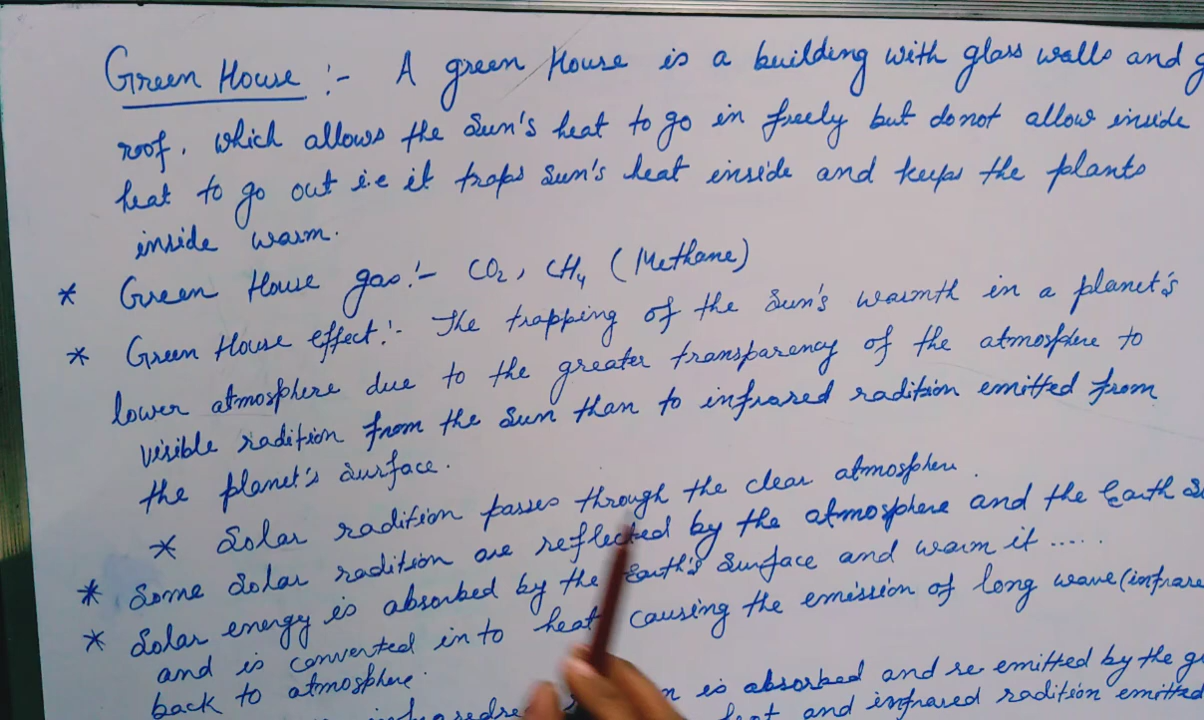 Green House :- A green House is a building with glass walls and
roof. Which allows the Sun's heat to go in freely but donot allow inside
heat to go out i.e it traps Sun's heat inside and keeps the plants
inside warm.
* Green House gas:- CO₂, CH₄ (Methane)
* Green House effect:- The trapping of the Sun's warmth in a planet's
lower atmosphere due to the greater transparency of the atmosphere to
visible radition from the Sun than to infrared radition emitted from
the planet's surface.
* Solar radition passes through the clear atmosphere.
* Some Solar radition are reflected by the atmosphere and the Earth
* Solar energy is absorbed by the Earth's Surface and warm it .....
and is converted in to heat causing the emission of long wave (infrare
back to atmosphere.
is absorbed and re emitted by the
and infrared radition emitted